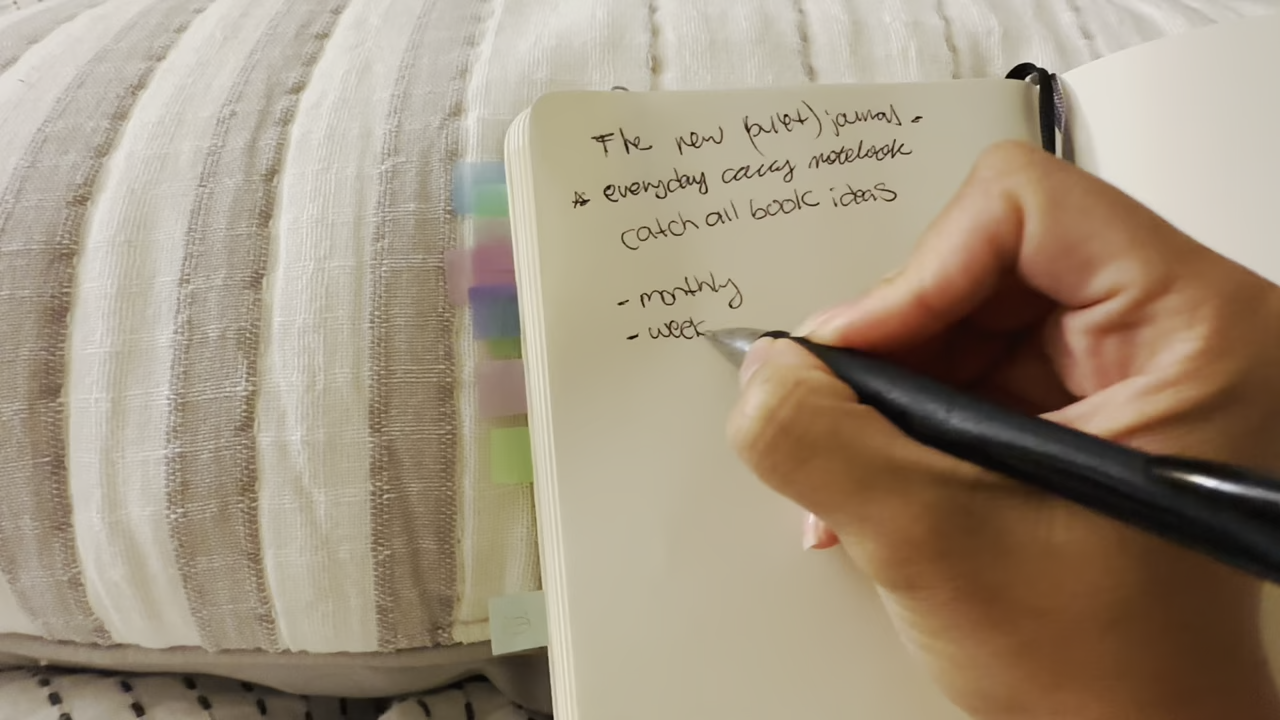 The new (bullet) journal -
* everyday carry notebook
catch all book ideas
- monthly
- week